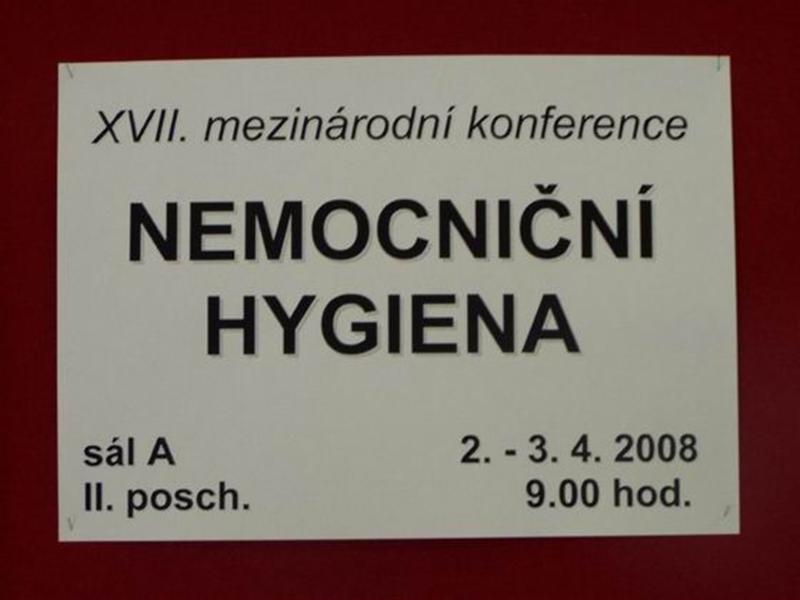 XVII. mezinárodní konference
NEMOCNIČNÍ
HYGIENA
sál A
II. posch.
2. - 3. 4. 2008
9.00 hod.